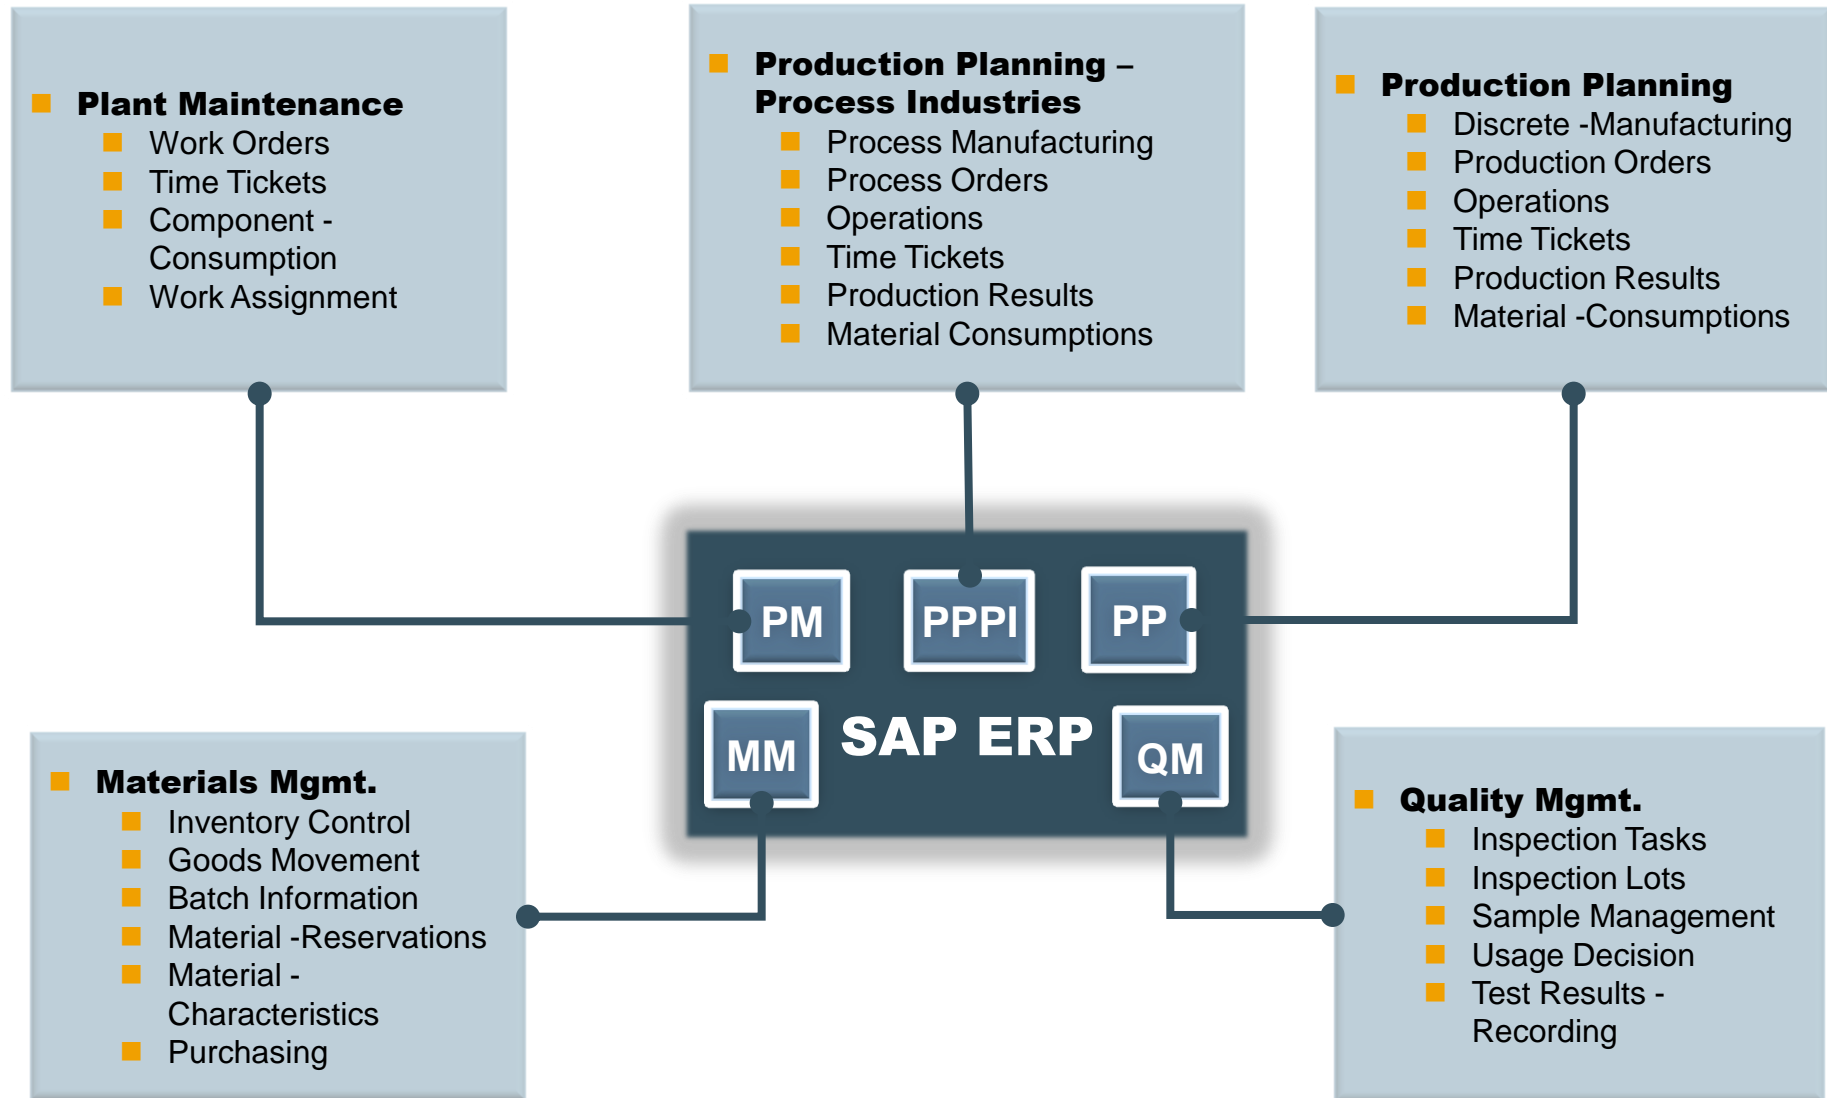 Plant Maintenance
Work Orders
Time Tickets
Component -
Consumption
Work Assignment
Production Planning –
Process Industries
Process Manufacturing
Process Orders
Operations
Time Tickets
Production Results
Material Consumptions
Production Planning
Discrete -Manufacturing
Production Orders
Operations
Time Tickets
Production Results
Material -Consumptions
PM
PPPI
PP
MM
SAP ERP
QM
Materials Mgmt.
Inventory Control
Goods Movement
Batch Information
Material -Reservations
Material -
Characteristics
Purchasing
Quality Mgmt.
Inspection Tasks
Inspection Lots
Sample Management
Usage Decision
Test Results -
Recording